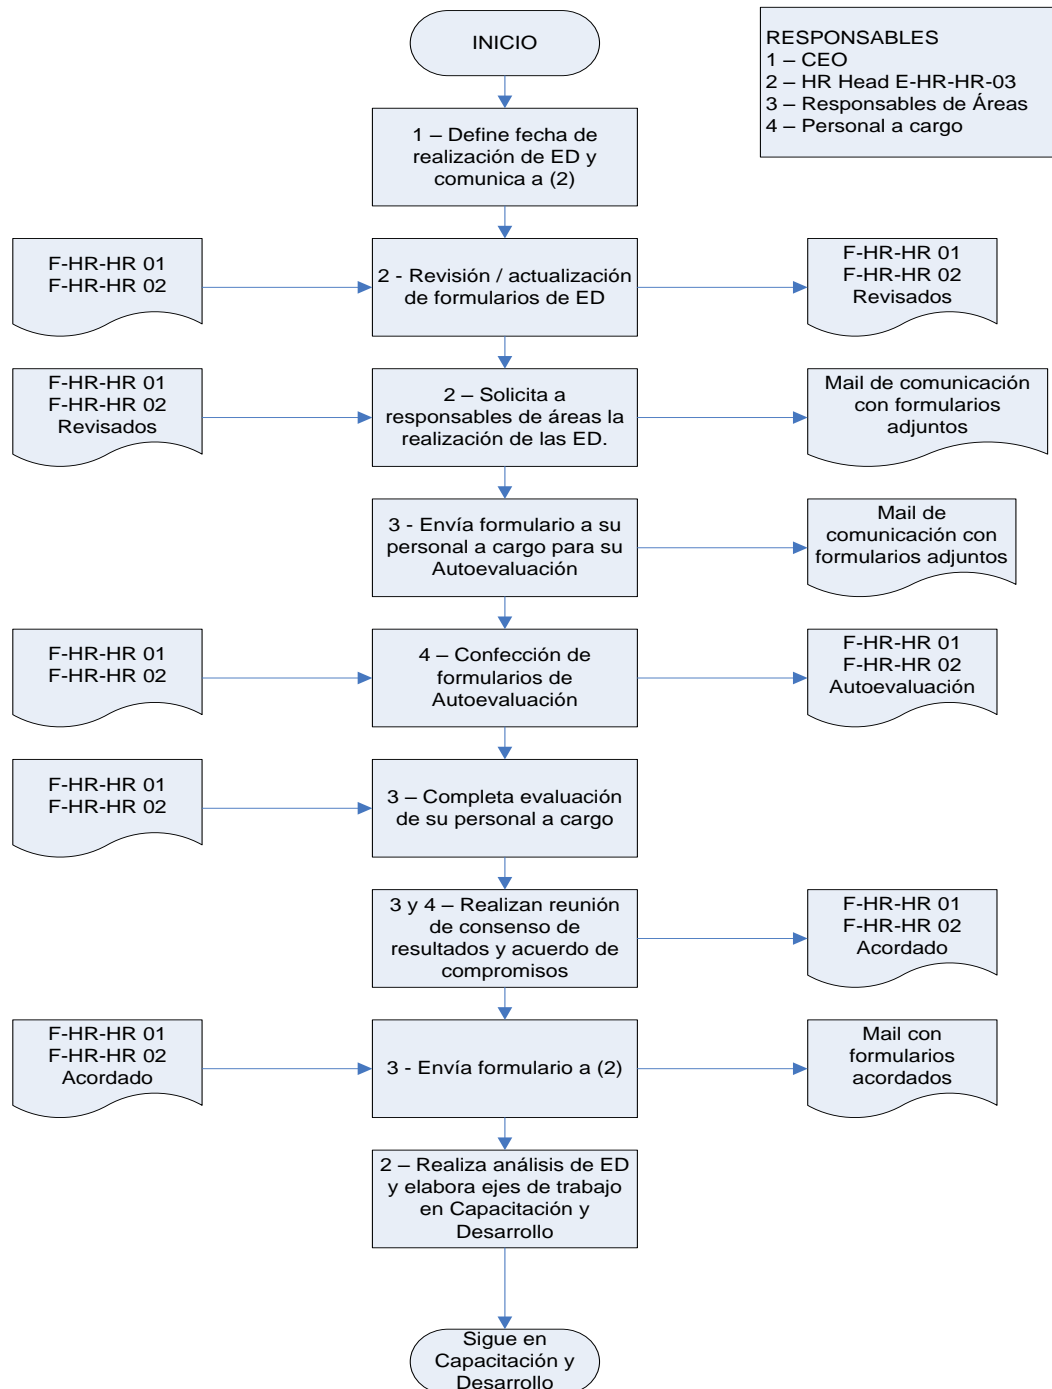 INICIO
RESPONSABLES
1 – CEO
2 – HR Head E-HR-HR-03
3 – Responsables de Áreas
4 – Personal a cargo
1 – Define fecha de
realización de ED y
comunica a (2)
F-HR-HR 01
F-HR-HR 02
2 - Revisión / actualización
de formularios de ED
F-HR-HR 01
F-HR-HR 02
Revisados
F-HR-HR 01
F-HR-HR 02
Revisados
2 – Solicita a
responsables de áreas la
realización de las ED.
Mail de comunicación
con formularios
adjuntos
3 - Envía formulario a su
personal a cargo para su
Autoevaluación
Mail de
comunicación con
formularios adjuntos
F-HR-HR 01
F-HR-HR 02
4 – Confección de
formularios de
Autoevaluación
F-HR-HR 01
F-HR-HR 02
Autoevaluación
F-HR-HR 01
F-HR-HR 02
3 – Completa evaluación
de su personal a cargo
3 y 4 – Realizan reunión
de consenso de
resultados y acuerdo de
compromisos
F-HR-HR 01
F-HR-HR 02
Acordado
F-HR-HR 01
F-HR-HR 02
Acordado
3 - Envía formulario a (2)
Mail con
formularios
acordados
2 – Realiza análisis de ED
y elabora ejes de trabajo
en Capacitación y
Desarrollo
Sigue en
Capacitación y
Desarrollo